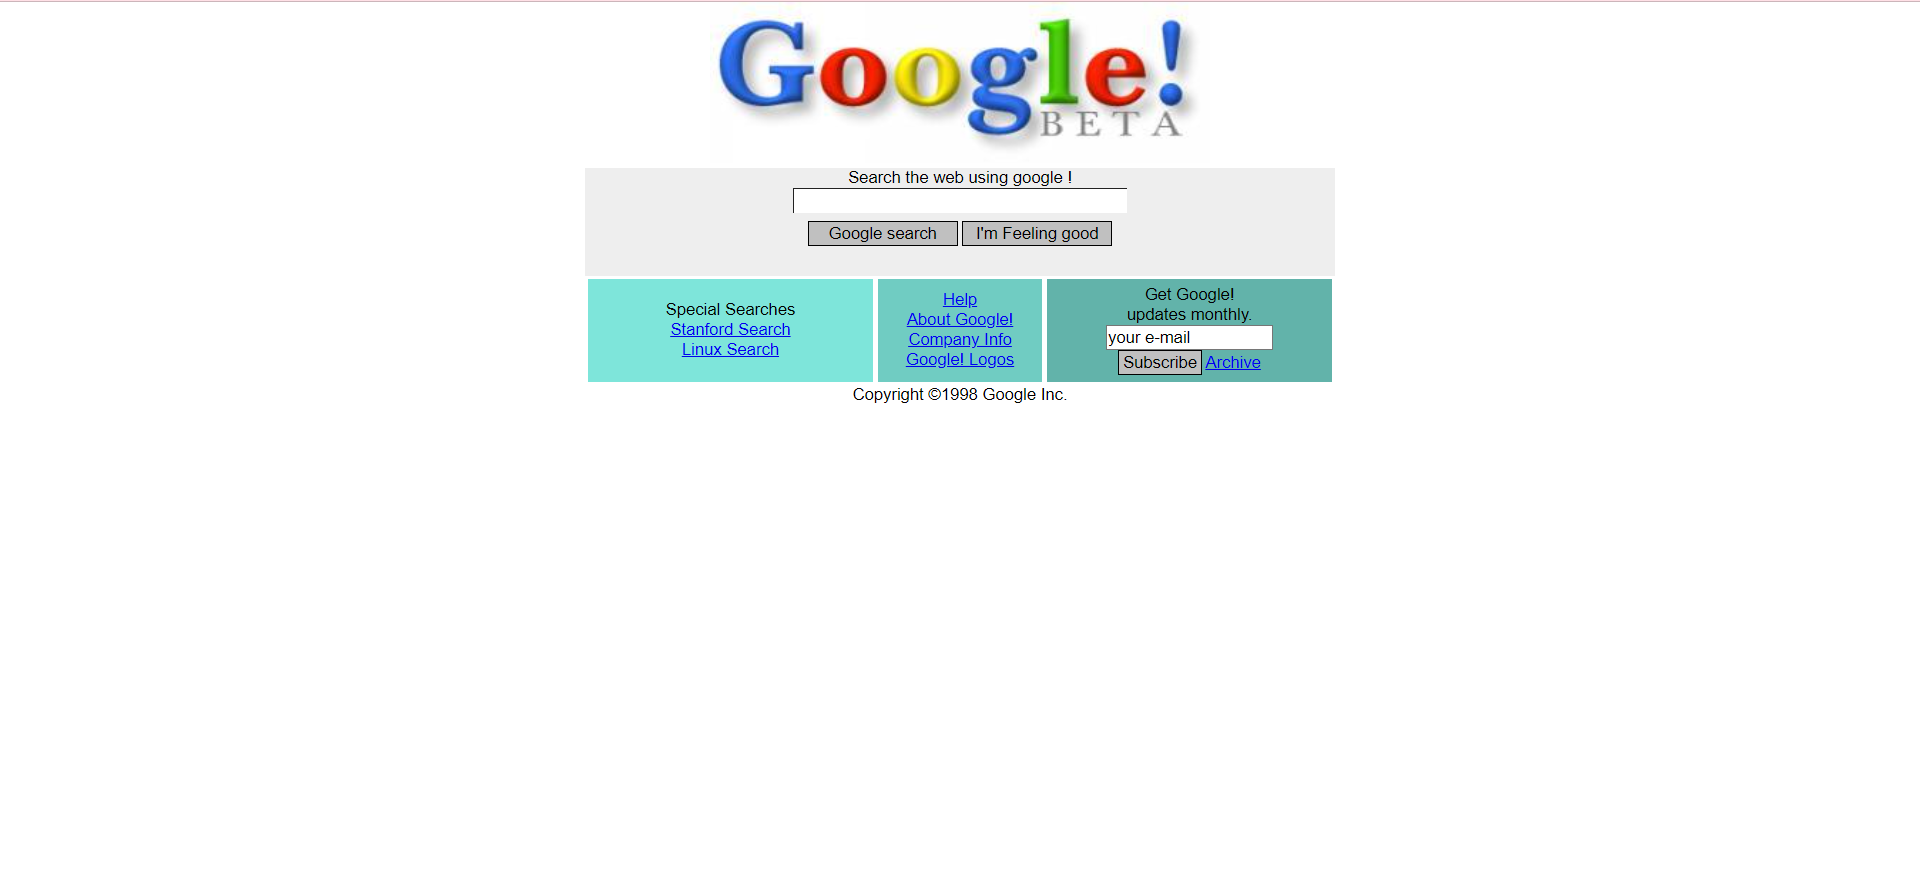 Google!
BETA
Search the web using google !
Google search I'm Feeling good
Special Searches
Stanford Search
Linux Search
Help
About Google!
Company Info
Google! Logos
Get Google!
updates monthly.
your e-mail
Subscribe Archive
Copyright ©1998 Google Inc.